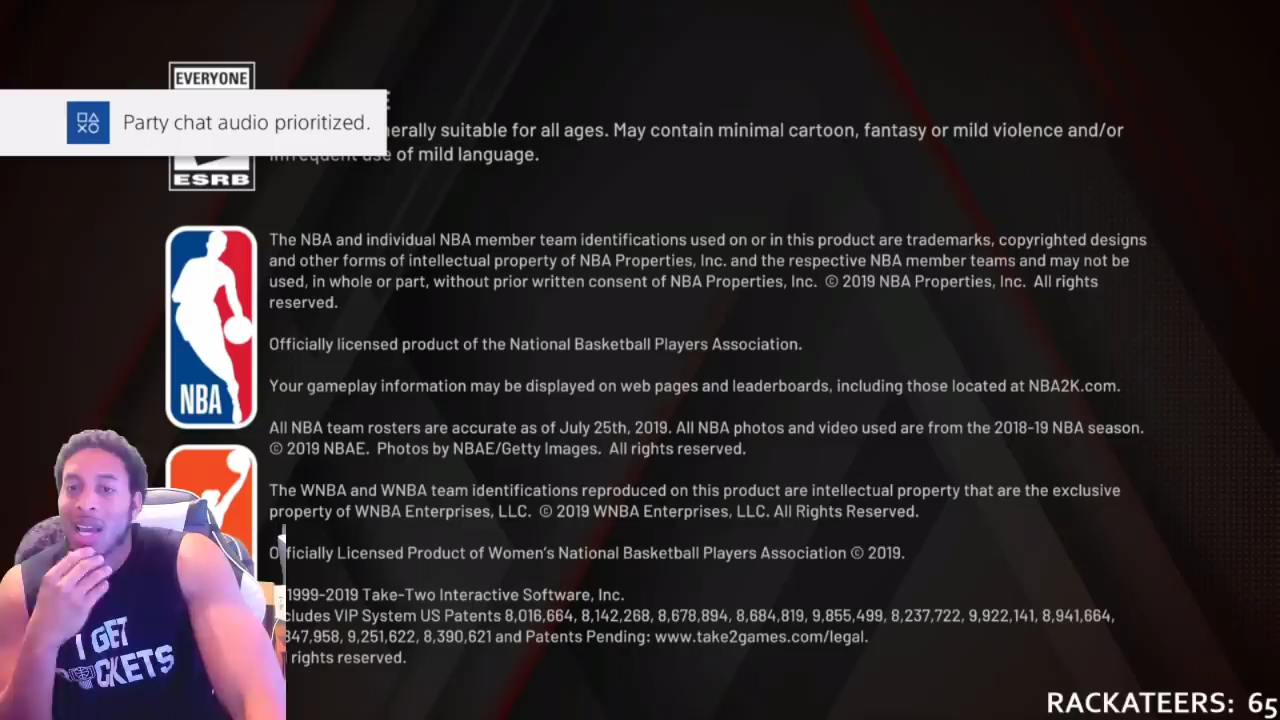 EVERYONE
Party chat audio prioritized.
nerally suitable for all ages. May contain minimal cartoon, fantasy or mild violence and/or
infrequent use of mild language.
ESRB
The NBA and individual NBA member team identifications used on or in this product are trademarks, copyrighted designs
and other forms of intellectual property of NBA Properties, Inc. and the respective NBA member teams and may not be
used, in whole or part, without prior written consent of NBA Properties, Inc. © 2019 NBA Properties, Inc. All rights
reserved.
Officially licensed product of the National Basketball Players Association.
NBA
Your gameplay information may be displayed on web pages and leaderboards, including those located at NBA2K.com.
All NBA team rosters are accurate as of July 25th, 2019. All NBA photos and video used are from the 2018-19 NBA season.
© 2019 NBAE. Photos by NBAE/Getty Images. All rights reserved.
The WNBA and WNBA team identifications reproduced on this product are intellectual property that are the exclusive
property of WNBA Enterprises, LLC. © 2019 WNBA Enterprises, LLC. All Rights Reserved.
Officially Licensed Product of Women's National Basketball Players Association © 2019.
1999-2019 Take-Two Interactive Software, Inc.
cludes VIP System US Patents 8,016,664, 8,142,268, 8,678,894, 8,684,819, 9,855,499, 8,237,722, 9,922,141, 8,941,664,
847,958, 9,251,622, 8,390,621 and Patents Pending: www.take2games.com/legal.
rights reserved.
I GET
CKETS
RACKATEERS: 65